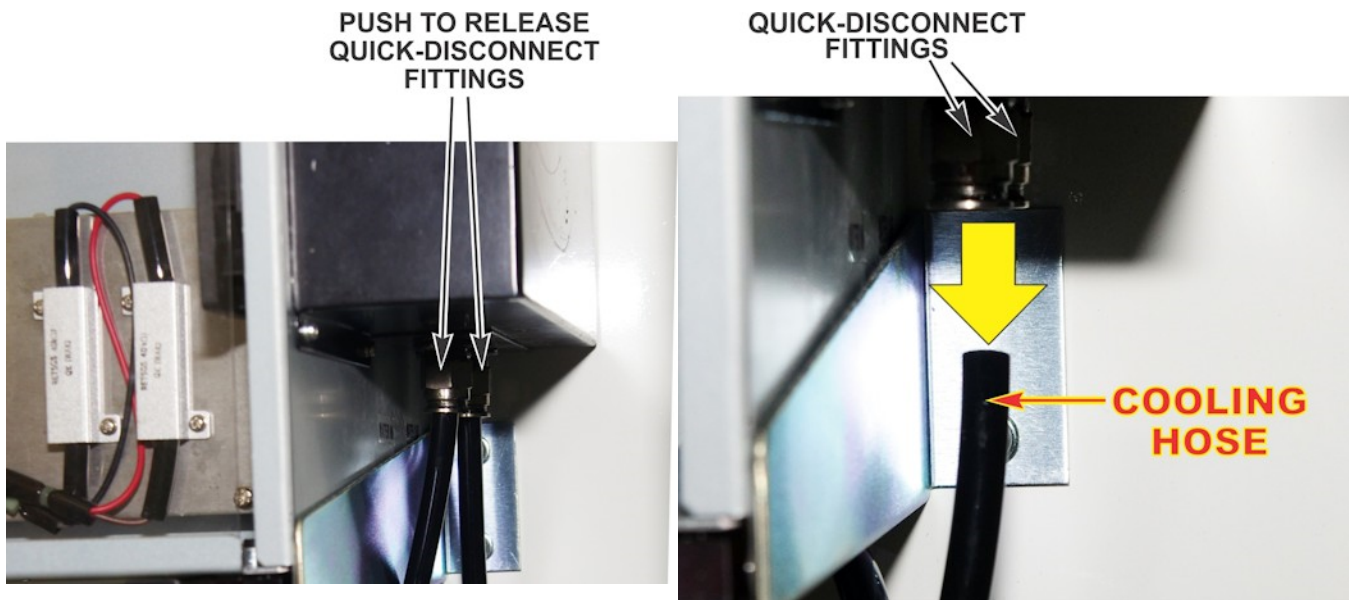 PUSH TO RELEASE
QUICK-DISCONNECT
FITTINGS
QUICK-DISCONNECT
FITTINGS
COOLING
HOSE